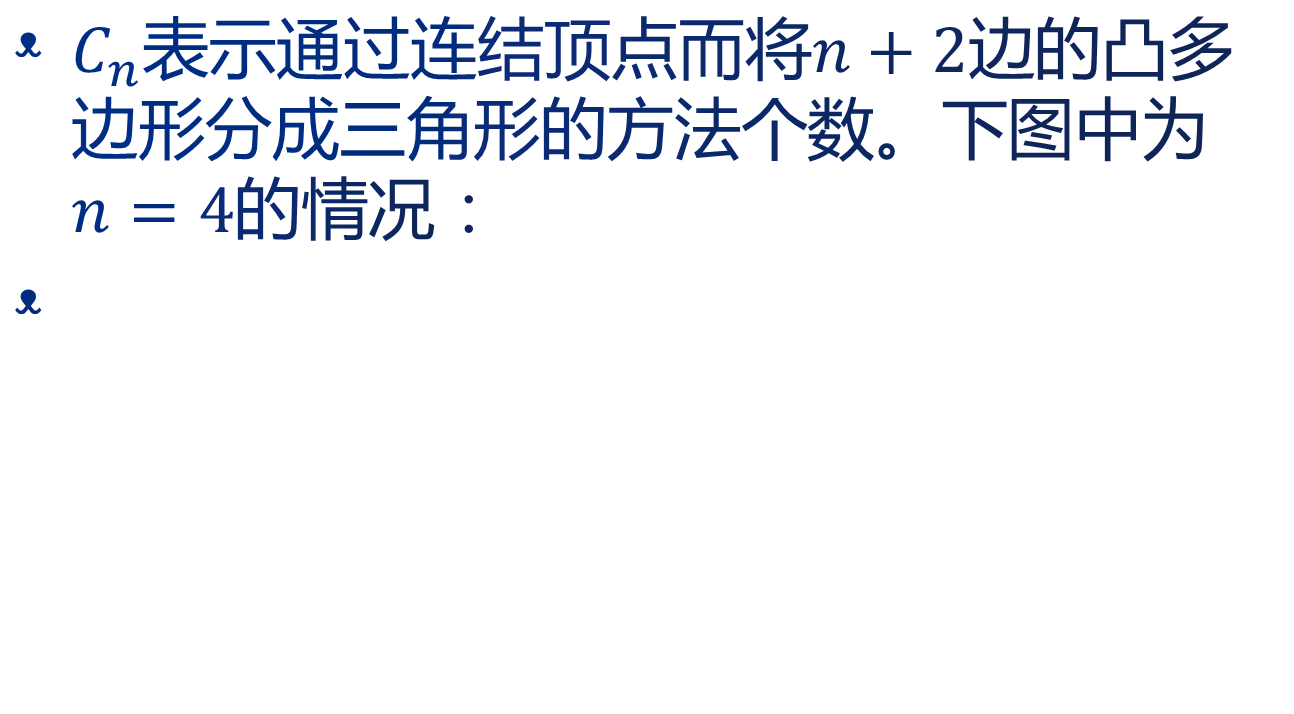 C_n表示通过连结顶点而将n + 2边的凸多
边形分成三角形的方法个数。下图中为
n = 4的情况：